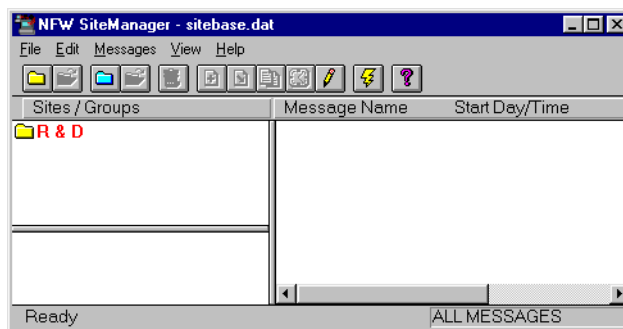 NFW SiteManager - sitebase.dat
File Edit Messages View Help
Sites / Groups Message Name Start Day/Time
R & D
Ready ALL MESSAGES